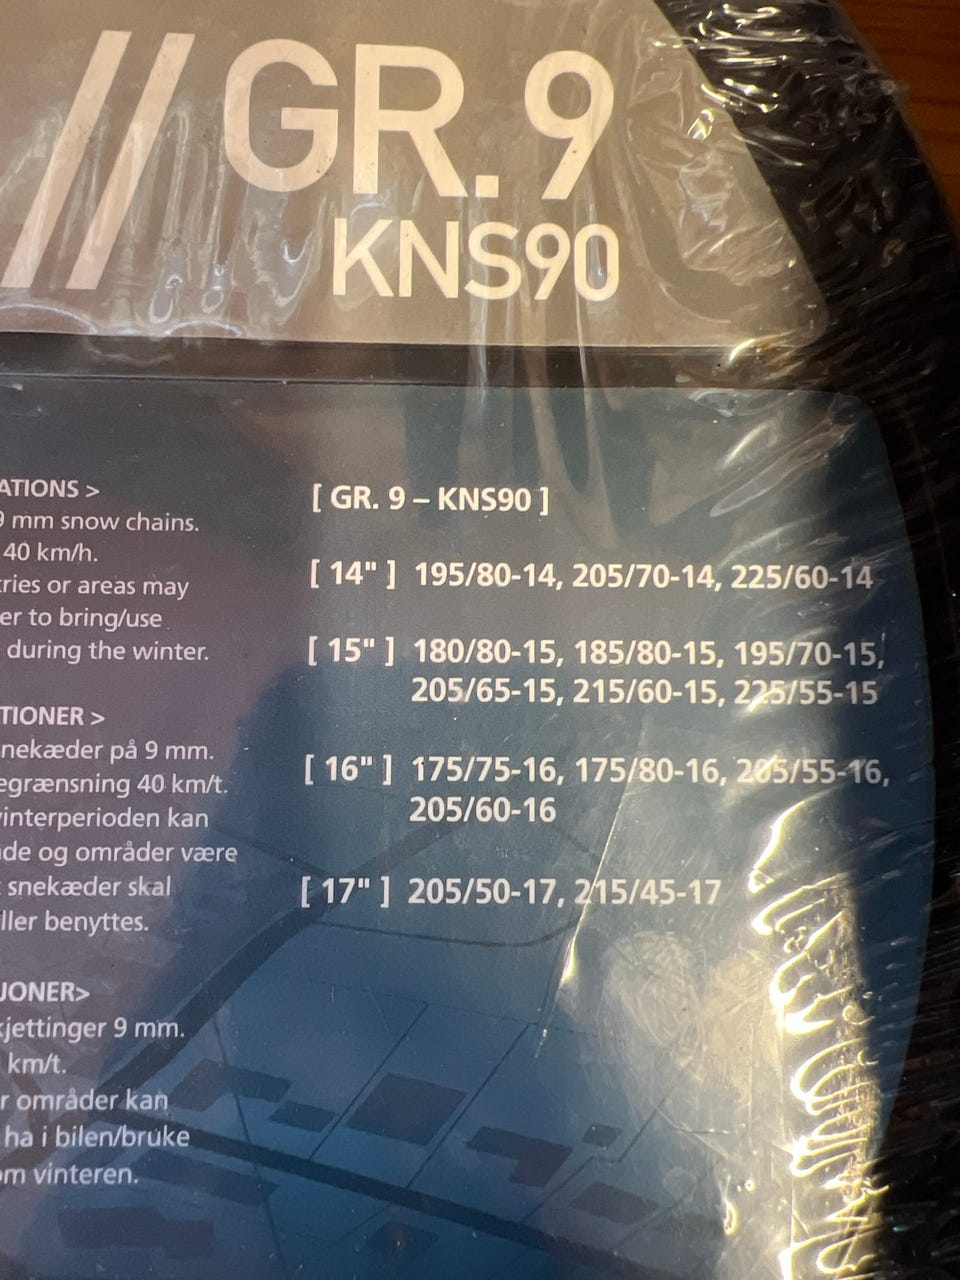 // GR. 9
KNS90
ATIONS >
9 mm snow chains.
40 km/h.
tries or areas may
er to bring/use
during the winter.
TIONER >
nekæder på 9 mm.
egrænsning 40 km/t.
vinterperioden kan
de og områder være
snekæder skal
ller benyttes.
JONER>
kjettinger 9 mm.
km/t.
r områder kan
ha i bilen/bruke
om vinteren.
[ GR. 9 – KNS90 ]
[ 14" ] 195/80-14, 205/70-14, 225/60-14
[ 15" ] 180/80-15, 185/80-15, 195/70-15,
205/65-15, 215/60-15, 225/55-15
[ 16" ] 175/75-16, 175/80-16, 205/55-16,
205/60-16
[ 17" ] 205/50-17, 215/45-17